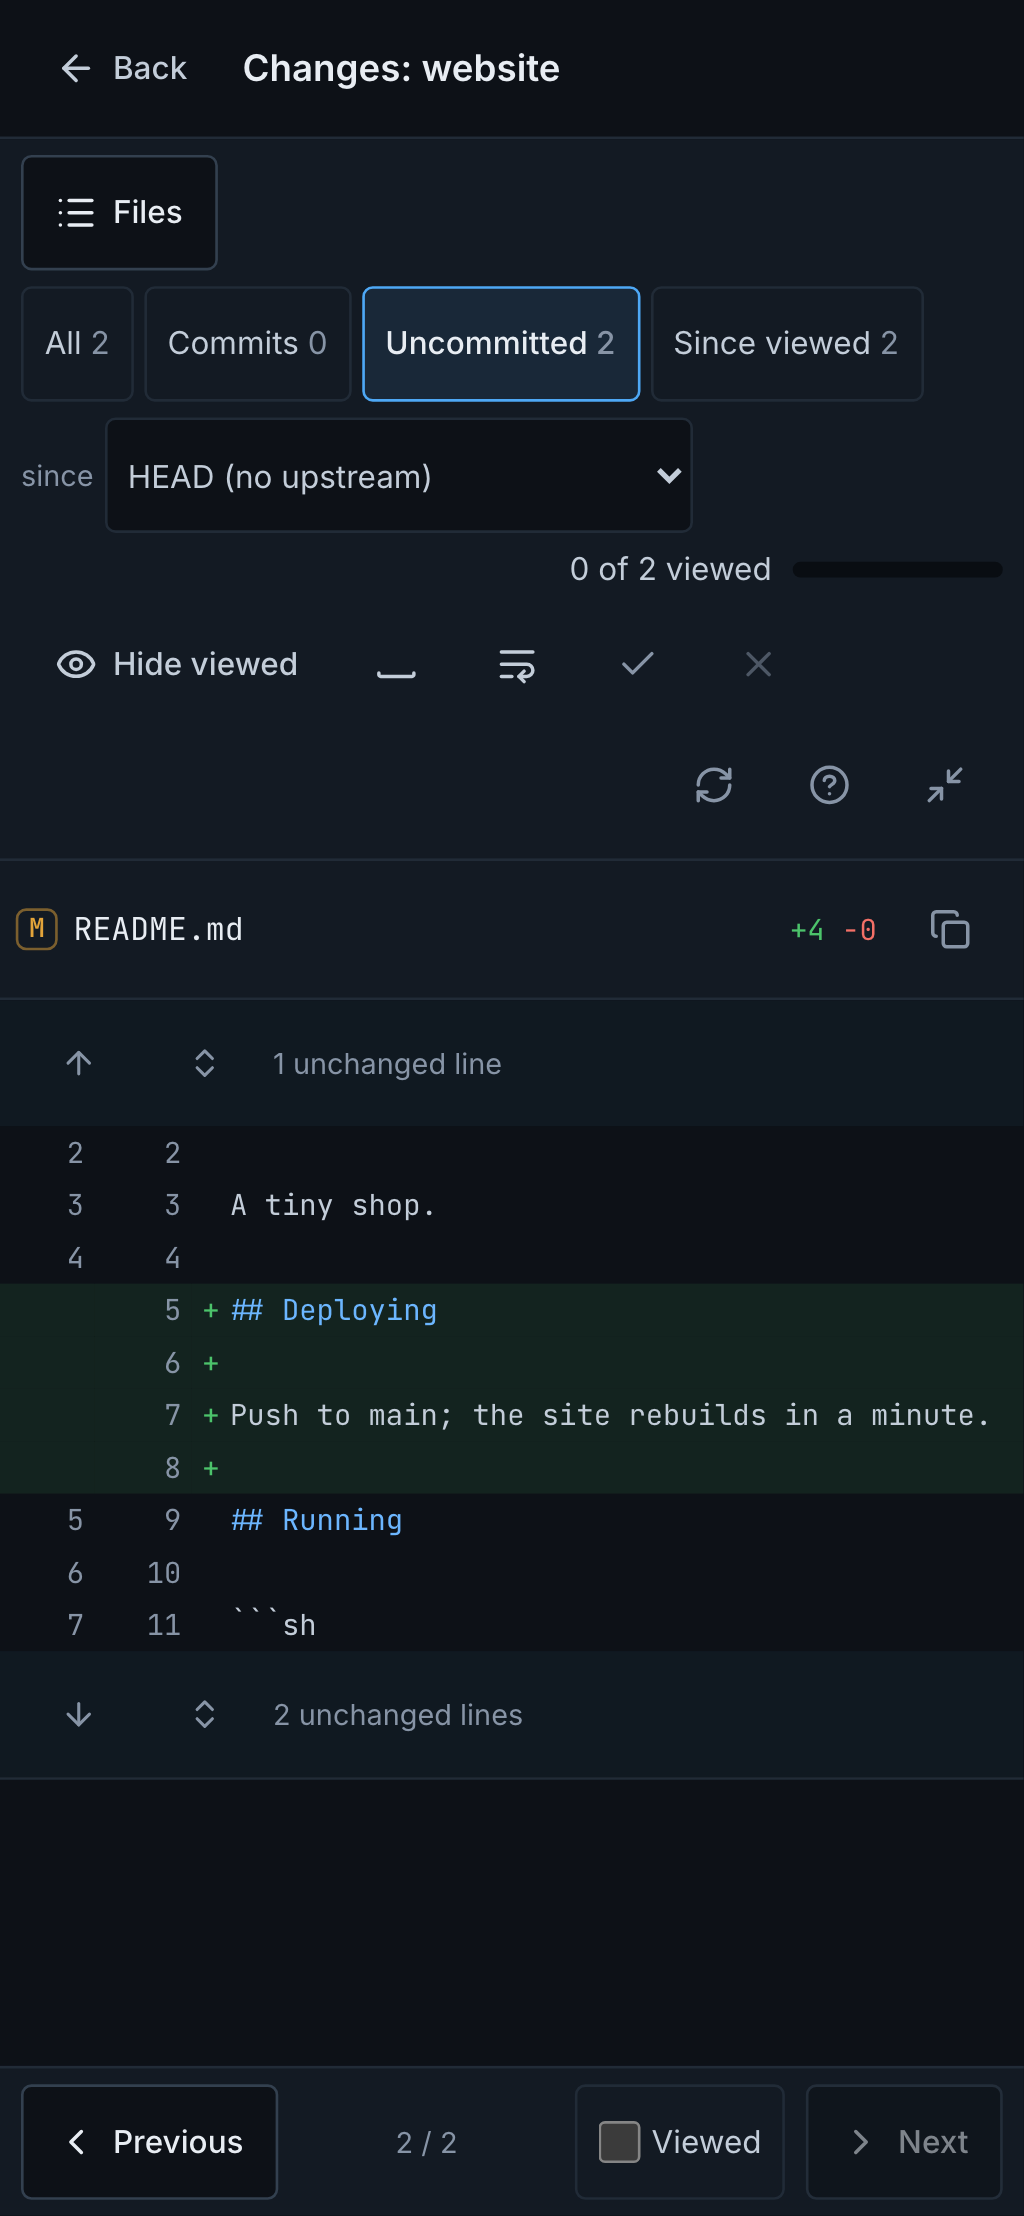 Back Changes: website
Files
All 2 Commits 0 Uncommitted 2 Since viewed 2
since HEAD (no upstream)
0 of 2 viewed
Hide viewed
M README.md +4 -0
1 unchanged line
2 2
3 3 A tiny shop.
4 4
5 + ## Deploying
6 +
7 + Push to main; the site rebuilds in a minute.
8 +
5 9 ## Running
6 10
7 11 ```sh
2 unchanged lines
Previous 2 / 2 Viewed Next